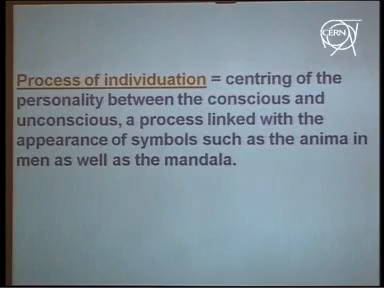 CERN
Process of individuation = centring of the
personality between the conscious and
unconscious, a process linked with the
appearance of symbols such as the anima in
men as well as the mandala.